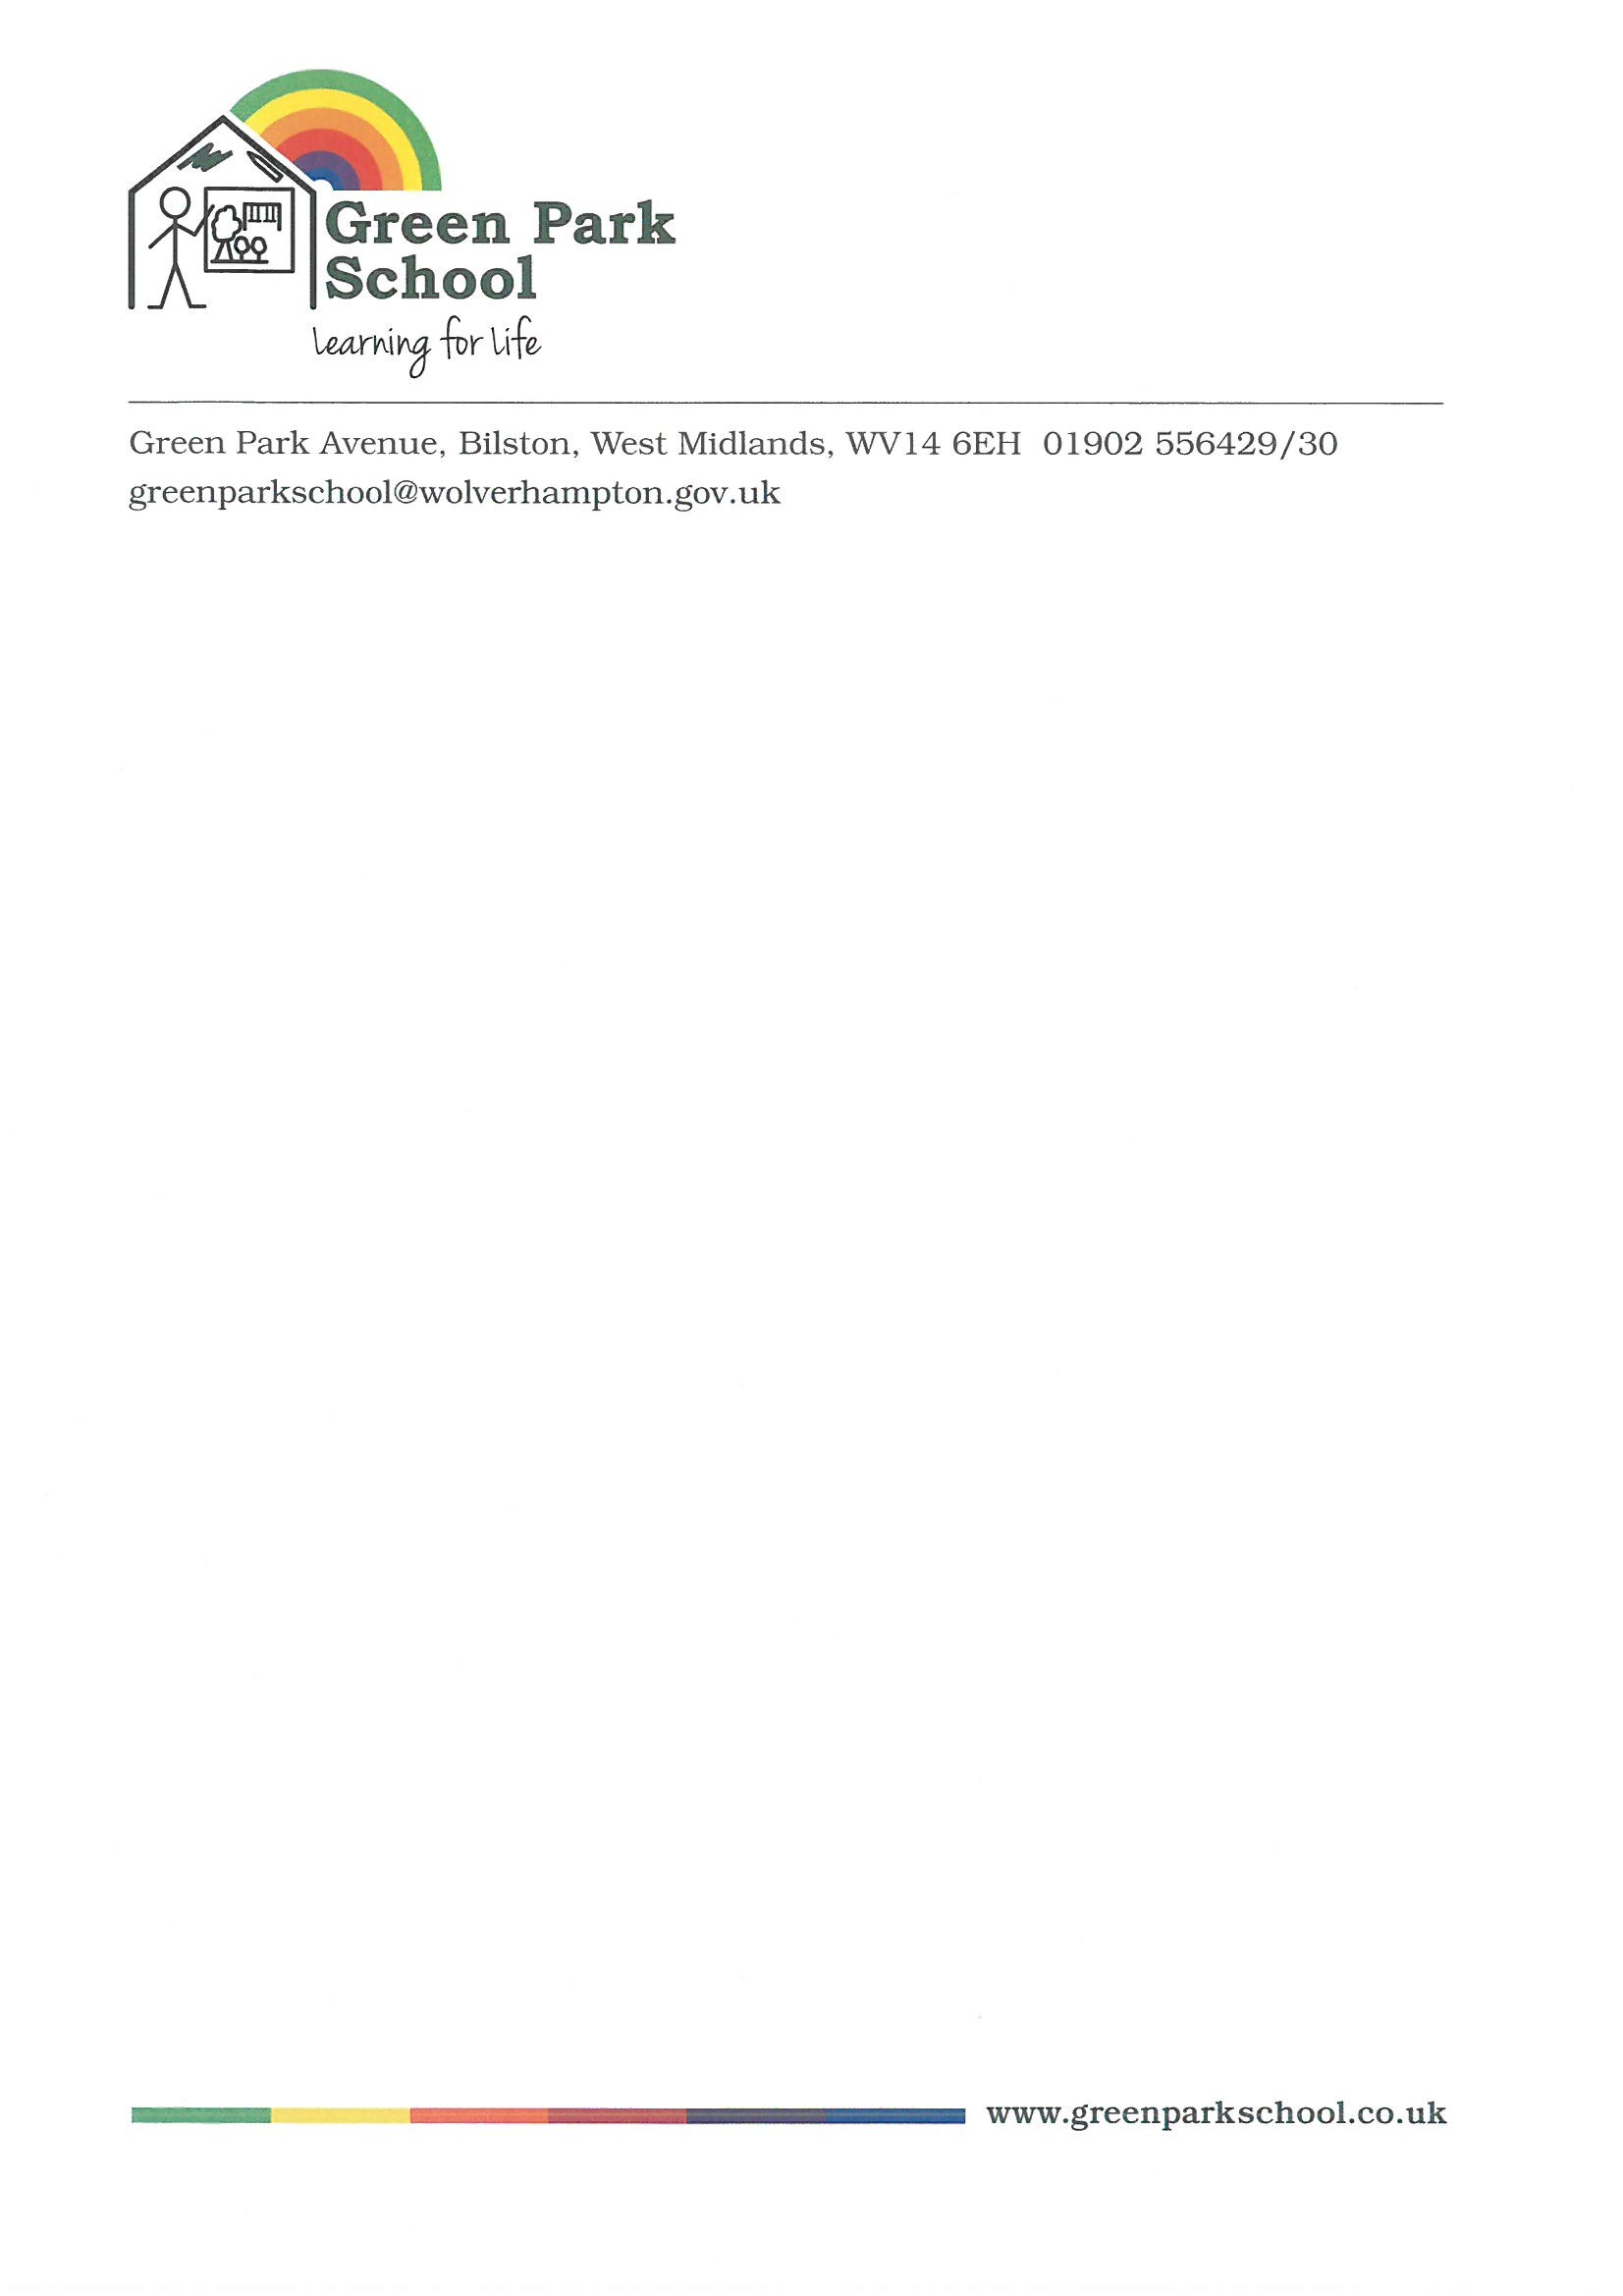 Green Park
School
Learning for life
Green Park Avenue, Bilston, West Midlands, WV14 6EH 01902 556429/30
greenparkschool@wolverhampton.gov.uk
www.greenparkschool.co.uk